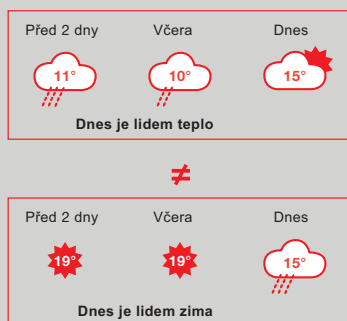 Před 2 dny Včera Dnes
11° 10° 15°
Dnes je lidem teplo
≠
Před 2 dny Včera Dnes
19° 19° 15°
Dnes je lidem zima